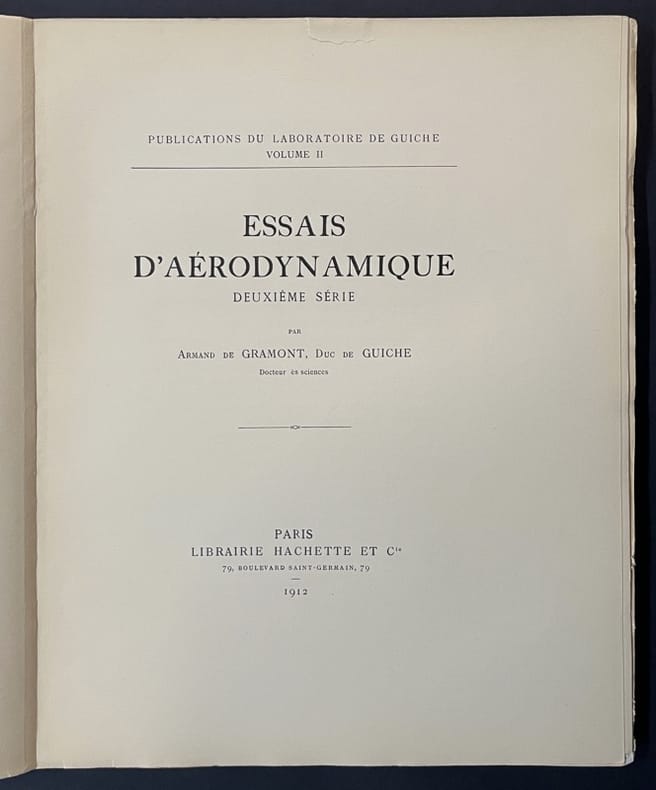 PUBLICATIONS DU LABORATOIRE DE GUICHE
VOLUME II
ESSAIS
D'AÉRODYNAMIQUE
DEUXIÈME SÉRIE
PAR
ARMAND DE GRAMONT, DUC DE GUICHE
Docteur ès sciences
PARIS
LIBRAIRIE HACHETTE ET Cie
79, BOULEVARD SAINT-GERMAIN, 79
1912